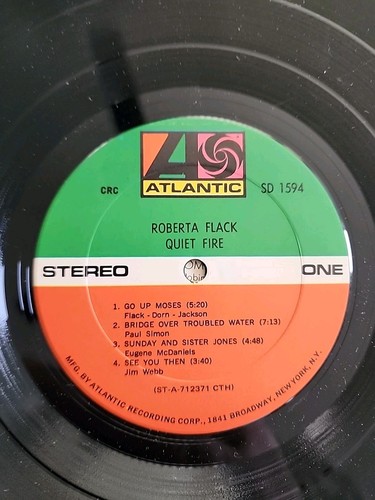 ATLANTIC
CRC
SD 1594
ROBERTA FLACK
QUIET FIRE
STEREO
ONE
1. GO UP MOSES (5:20)
Flack - Dorn - Jackson
2. BRIDGE OVER TROUBLED WATER (7:13)
Paul Simon
3. SUNDAY AND SISTER JONES (4:48)
Eugene McDaniels
4. SEE YOU THEN (3:40)
Jim Webb
(ST-A-712371 CTH)
MFG. BY ATLANTIC RECORDING CORP., 1841 BROADWAY, NEW YORK, N.Y.